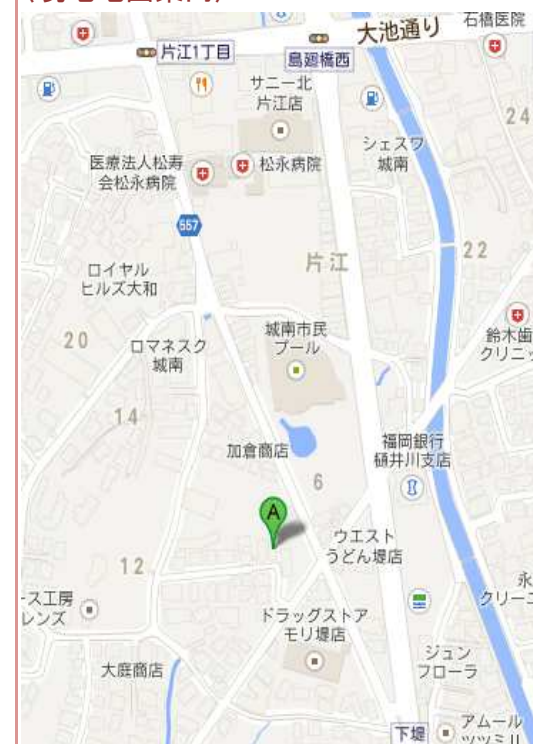 大池通り
石橋医院
片江1丁目
島廻橋西
サニー北
片江店
24
シェスワ
城南
医療法人松寿
会松永病院
松永病院
557
片江
22
ロイヤル
ヒルズ大和
20
ロマネスク
城南
城南市民
プール
鈴木歯
クリニッ
14
加倉商店
福岡銀行
樋井川支店
6
A
ウエスト
うどん堤店
12
永
クリーニ
ース工房
レンズ
ドラッグストア
モリ堤店
大庭商店
ジュン
フローラ
下堤
アムール